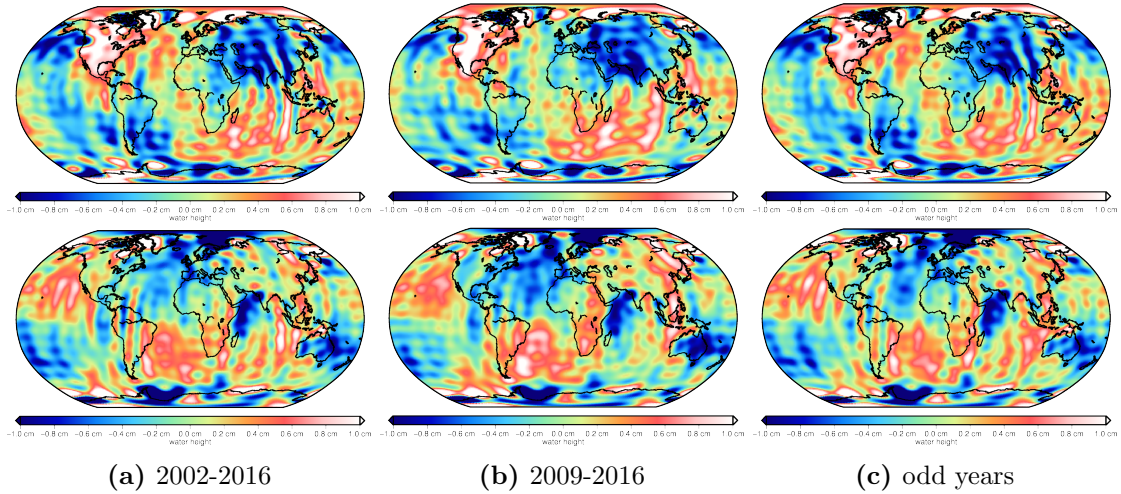 −1.0 cm −0.8 cm −0.6 cm −0.4 cm −0.2 cm 0.0 cm 0.2 cm 0.4 cm 0.6 cm 0.8 cm 1.0 cm
water height
−1.0 cm −0.8 cm −0.6 cm −0.4 cm −0.2 cm 0.0 cm 0.2 cm 0.4 cm 0.6 cm 0.8 cm 1.0 cm
water height
−1.0 cm −0.8 cm −0.6 cm −0.4 cm −0.2 cm 0.0 cm 0.2 cm 0.4 cm 0.6 cm 0.8 cm 1.0 cm
water height
−1.0 cm −0.8 cm −0.6 cm −0.4 cm −0.2 cm 0.0 cm 0.2 cm 0.4 cm 0.6 cm 0.8 cm 1.0 cm
water height
−1.0 cm −0.8 cm −0.6 cm −0.4 cm −0.2 cm 0.0 cm 0.2 cm 0.4 cm 0.6 cm 0.8 cm 1.0 cm
water height
−1.0 cm −0.8 cm −0.6 cm −0.4 cm −0.2 cm 0.0 cm 0.2 cm 0.4 cm 0.6 cm 0.8 cm 1.0 cm
water height
(a) 2002-2016
(b) 2009-2016
(c) odd years